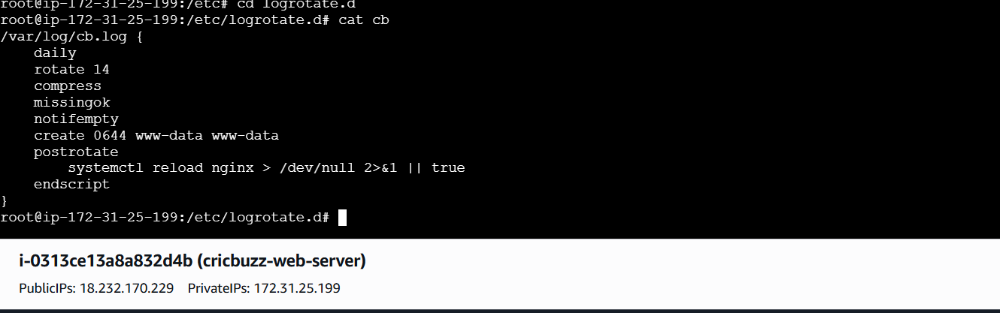 root@ip-172-31-25-199:/etc# cd logrotate.d
root@ip-172-31-25-199:/etc/logrotate.d# cat cb
/var/log/cb.log {
    daily
    rotate 14
    compress
    missingok
    notifempty
    create 0644 www-data www-data
    postrotate
        systemctl reload nginx > /dev/null 2>&1 || true
    endscript
}
root@ip-172-31-25-199:/etc/logrotate.d#
i-0313ce13a8a832d4b (cricbuzz-web-server)
PublicIPs: 18.232.170.229 PrivateIPs: 172.31.25.199